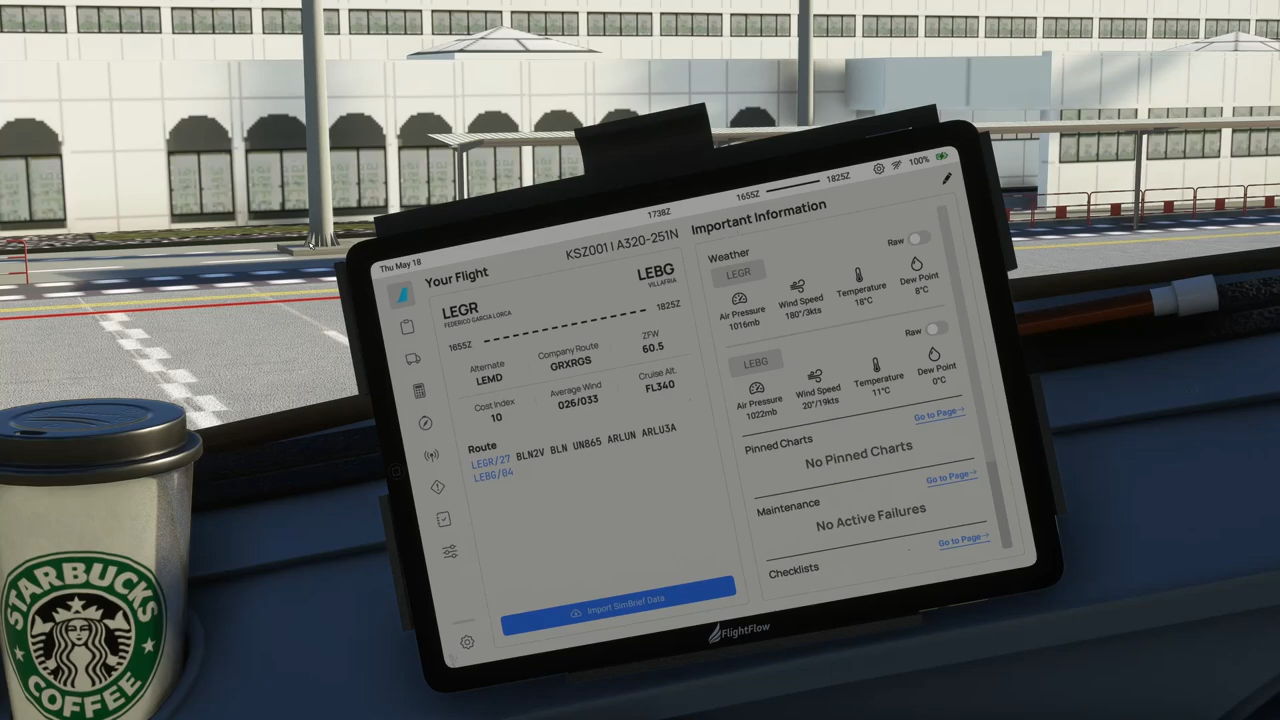 Thu May 18
1738Z
1655Z
1825Z
100%
Your Flight
KSZ001 | A320-251N
LEGR
FEDERICO GARCIA LORCA
LEBG
VILLAFRIA
1655Z
1825Z
Alternate
LEMD
Company Route
GRXRGS
ZFW
60.5
Cost Index
10
Average Wind
026/033
Cruise Alt.
FL340
Route
LEGR/27 BLN2V BLN UN865 ARLUN ARLU3A
LEBG/04
Import SimBrief Data
Important Information
Weather
Raw
LEGR
Air Pressure
1016mb
Wind Speed
180°/3kts
Temperature
18°C
Dew Point
8°C
Raw
LEBG
Air Pressure
1022mb
Wind Speed
20°/19kts
Temperature
11°C
Dew Point
0°C
Pinned Charts
Go to Page
No Pinned Charts
Maintenance
Go to Page
No Active Failures
Checklists
Go to Page
FlightFlow
STARBUCKS
COFFEE